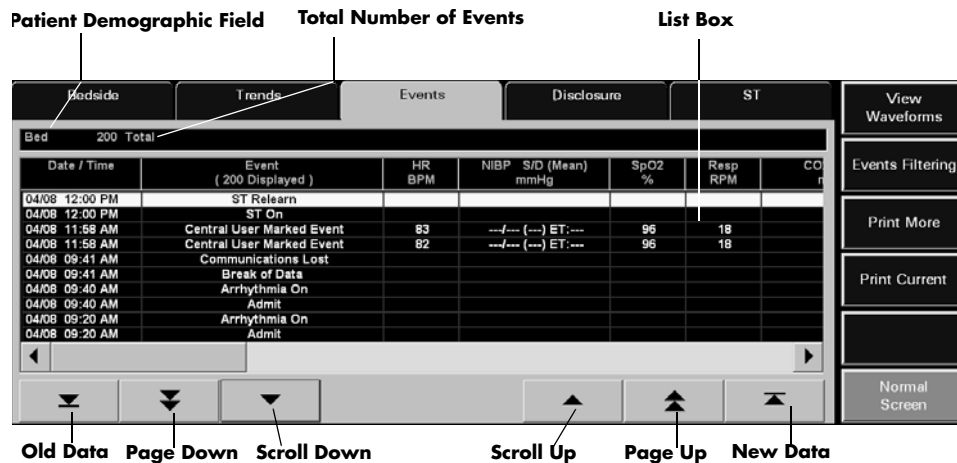 Patient Demographic Field Total Number of Events List Box
Bedside Trends Events Disclosure ST
View
Waveforms
Bed 200 Total
Events Filtering
Date / Time Event HR NIBP S/D (Mean) SpO2 Resp CO
( 200 Displayed ) BPM mmHg % RPM
04/08 12:00 PM ST Relearn
04/08 12:00 PM ST On
04/08 11:58 AM Central User Marked Event 83 ---/--- (---) ET:--- 96 18
04/08 11:58 AM Central User Marked Event 82 ---/--- (---) ET:--- 96 18
04/08 09:41 AM Communications Lost
04/08 09:41 AM Break of Data
04/08 09:40 AM Arrhythmia On
04/08 09:40 AM Admit
04/08 09:20 AM Arrhythmia On
04/08 09:20 AM Admit
Print More
Print Current
Normal
Screen
Old Data Page Down Scroll Down Scroll Up Page Up New Data